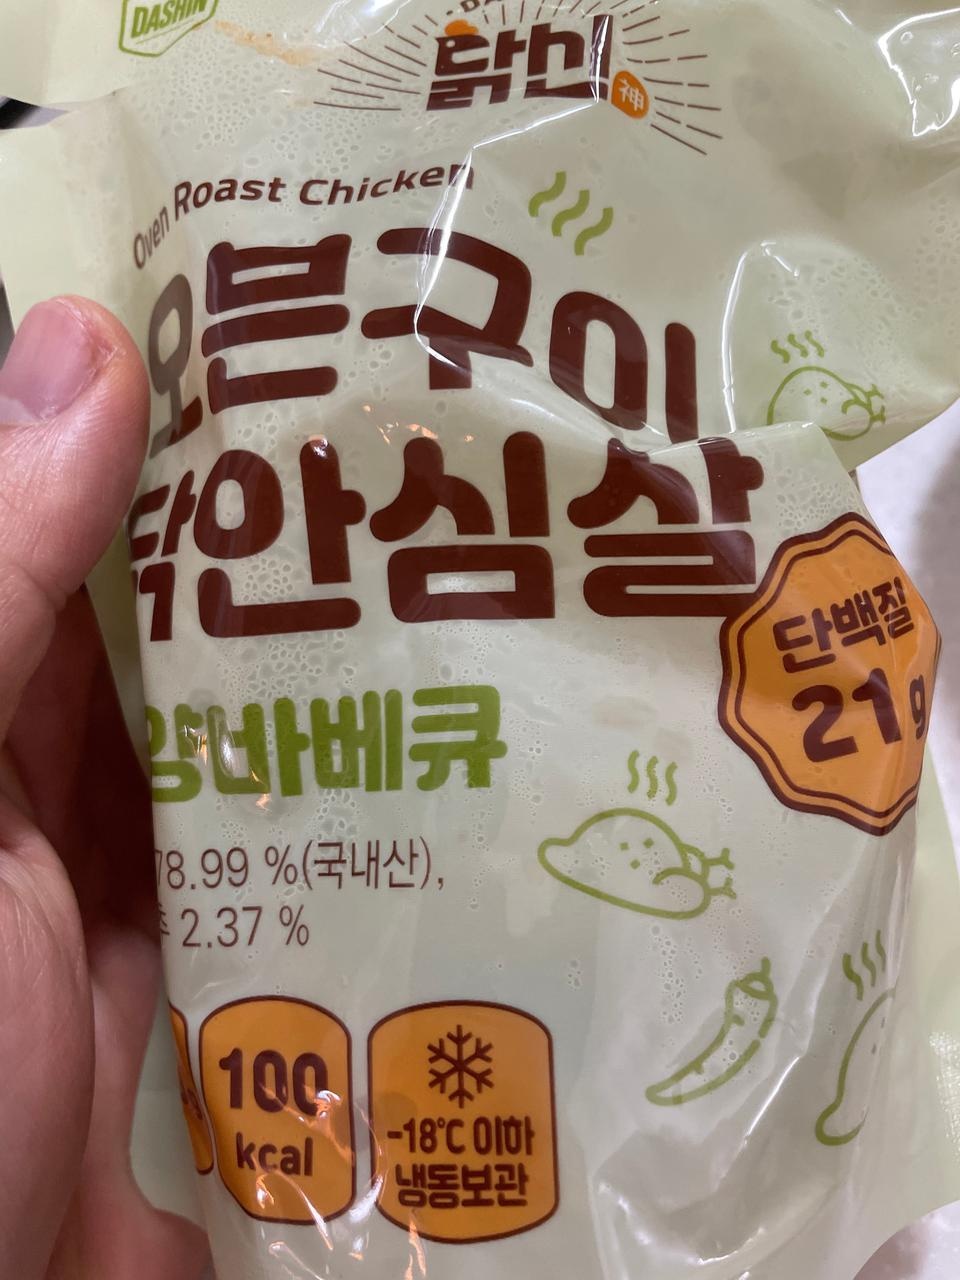 DASHIN
닭신
神
Oven Roast Chicken
오븐구이
닭안심살
바베큐
단백질
21g
78.99 %(국내산),
2.37 %
100
kcal
-18℃ 이하
냉동보관